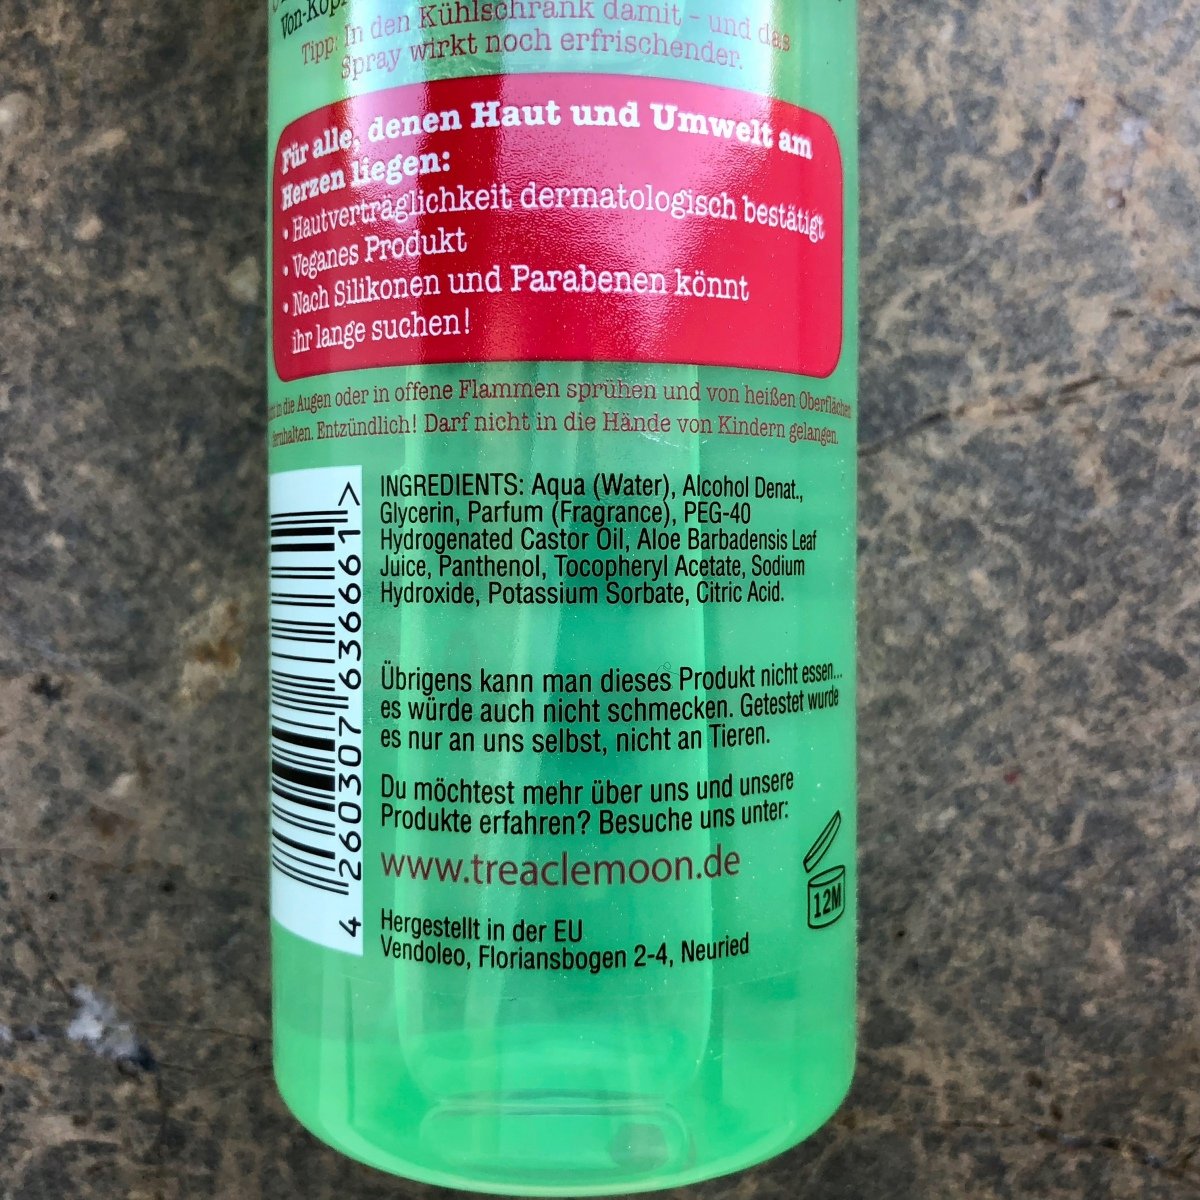 Von-Kopf
Tipp: In den Kühlschrank damit - und das
Spray wirkt noch erfrischender.
Für alle, denen Haut und Umwelt am
Herzen liegen:
• Hautverträglichkeit dermatologisch bestätigt
• Veganes Produkt
• Nach Silikonen und Parabenen könnt
ihr lange suchen!
in die Augen oder in offene Flammen sprühen und von heißen Oberflächen
fernhalten. Entzündlich! Darf nicht in die Hände von Kindern gelangen.
INGREDIENTS: Aqua (Water), Alcohol Denat.,
Glycerin, Parfum (Fragrance), PEG-40
Hydrogenated Castor Oil, Aloe Barbadensis Leaf
Juice, Panthenol, Tocopheryl Acetate, Sodium
Hydroxide, Potassium Sorbate, Citric Acid.
Übrigens kann man dieses Produkt nicht essen...
es würde auch nicht schmecken. Getestet wurde
es nur an uns selbst, nicht an Tieren.
Du möchtest mehr über uns und unsere
Produkte erfahren? Besuche uns unter:
www.treaclemoon.de
12M
Hergestellt in der EU
Vendoleo, Floriansbogen 2-4, Neuried
4 260307 636661 >